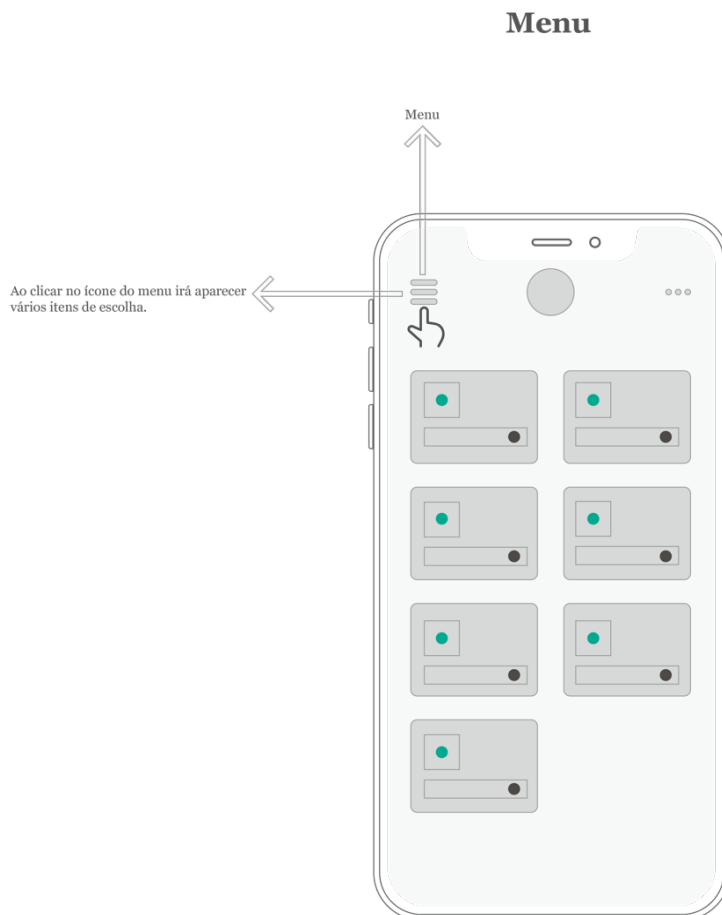 Menu
Menu
Ao clicar no ícone do menu irá aparecer
vários itens de escolha.